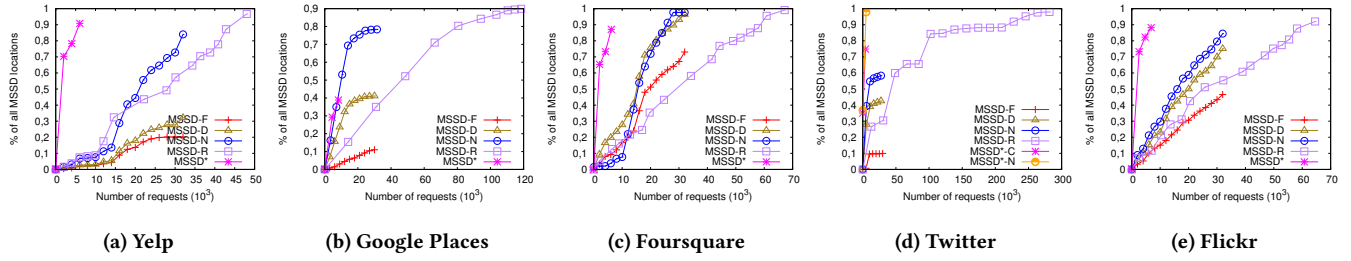 % of all MSSD locations
1
0,9
0,8
0,7
0,6
0,5
0,4
0,3
0,2
0,1
0
MSSD-F
MSSD-D
MSSD-N
MSSD-R
MSSD*
0 5 10 15 20 25 30 35 40 45 50
Number of requests (10³)
(a) Yelp
% of all MSSD locations
0,9
0,8
0,7
0,6
0,5
0,4
0,3
0,2
0,1
0
MSSD-F
MSSD-D
MSSD-N
MSSD-R
MSSD*
0 20 40 60 80 100 120
Number of requests (10³)
(b) Google Places
% of all MSSD locations
1
0,9
0,8
0,7
0,6
0,5
0,4
0,3
0,2
0,1
0
MSSD-F
MSSD-D
MSSD-N
MSSD-R
MSSD*
0 10 20 30 40 50 60 70
Number of requests (10³)
(c) Foursquare
% of all MSSD locations
1
0,9
0,8
0,7
0,6
0,5
0,4
0,3
0,2
0,1
0
MSSD-F
MSSD-D
MSSD-N
MSSD-R
MSSD*-C
MSSD*-N
0 50 100 150 200 250 300
Number of requests (10³)
(d) Twitter
% of all MSSD locations
1
0,9
0,8
0,7
0,6
0,5
0,4
0,3
0,2
0,1
0
MSSD-F
MSSD-D
MSSD-N
MSSD-R
MSSD*
0 10 20 30 40 50 60 70
Number of requests (10³)
(e) Flickr